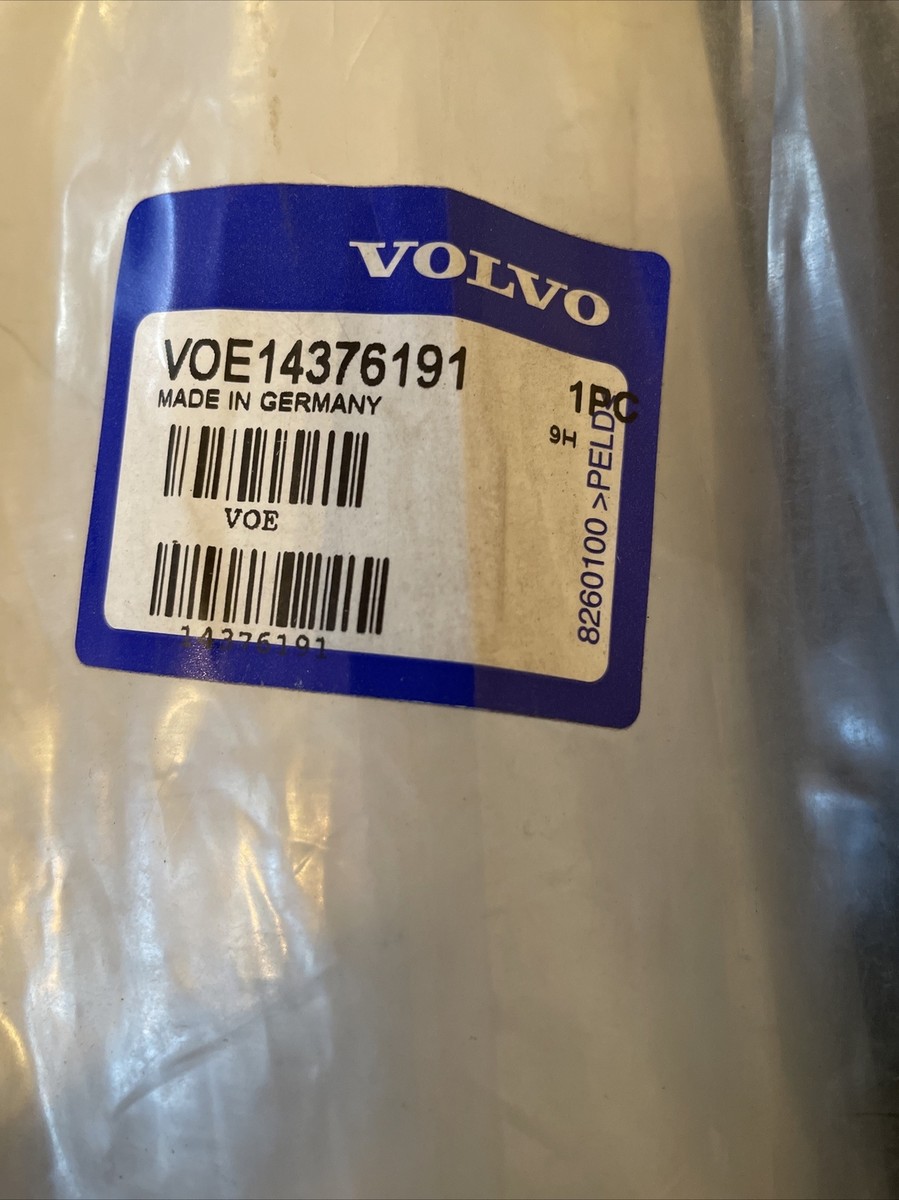 VOLVO
VOE14376191
MADE IN GERMANY
1PC
9H
VOE
14376191
8260100 >PELD<